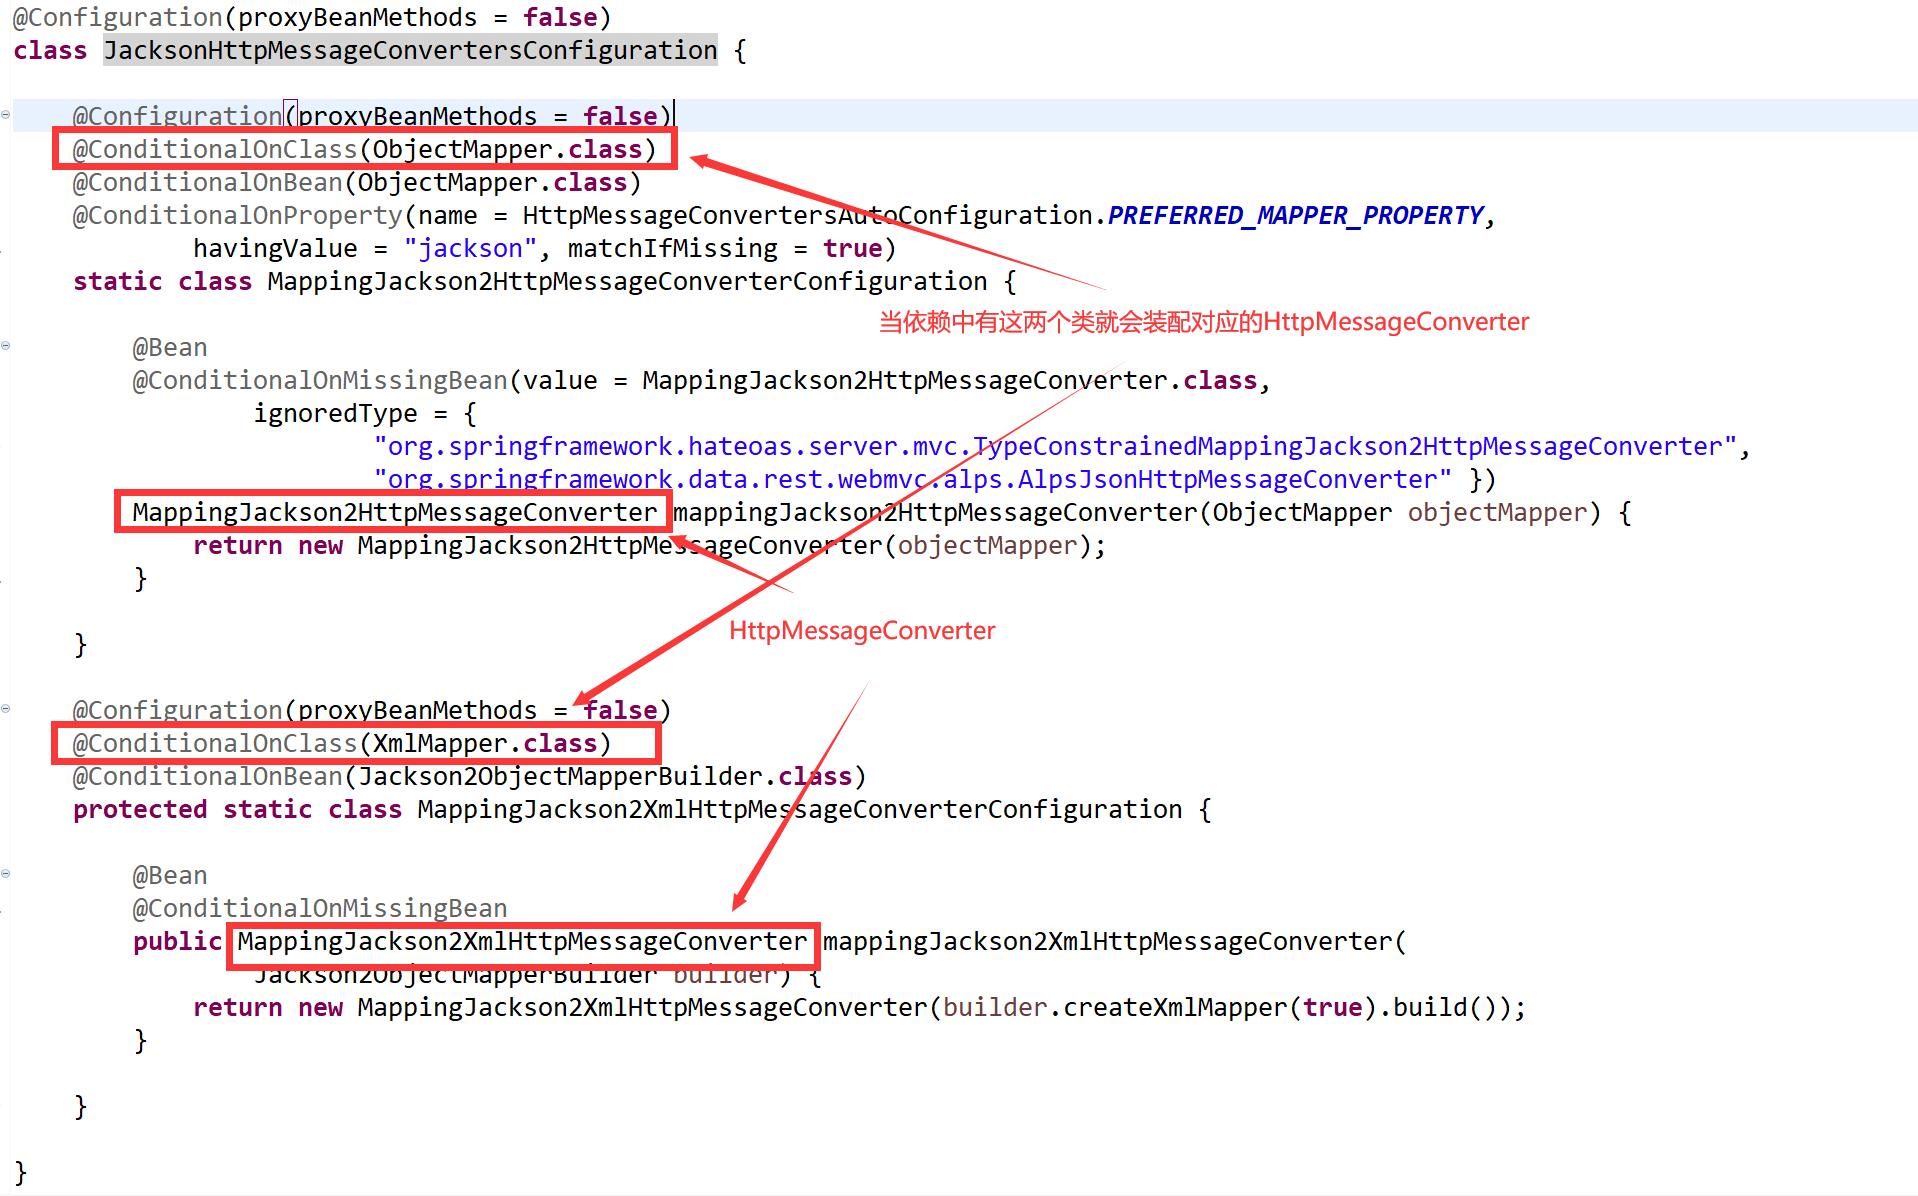 @Configuration(proxyBeanMethods = false)
class JacksonHttpMessageConvertersConfiguration {
@Configuration(proxyBeanMethods = false)
@ConditionalOnClass(ObjectMapper.class)
@ConditionalOnBean(ObjectMapper.class)
@ConditionalOnProperty(name = HttpMessageConvertersAutoConfiguration.PREFERRED_MAPPER_PROPERTY,
havingValue = "jackson", matchIfMissing = true)
static class MappingJackson2HttpMessageConverterConfiguration {
当依赖中有这两个类就会装配对应的HttpMessageConverter
@Bean
@ConditionalOnMissingBean(value = MappingJackson2HttpMessageConverter.class,
ignoredType = {
"org.springframework.hateoas.server.mvc.TypeConstrainedMappingJackson2HttpMessageConverter",
"org.springframework.data.rest.webmvc.alps.AlpsJsonHttpMessageConverter" })
MappingJackson2HttpMessageConverter mappingJackson2HttpMessageConverter(ObjectMapper objectMapper) {
return new MappingJackson2HttpMessageConverter(objectMapper);
}
HttpMessageConverter
}
@Configuration(proxyBeanMethods = false)
@ConditionalOnClass(XmlMapper.class)
@ConditionalOnBean(Jackson2ObjectMapperBuilder.class)
protected static class MappingJackson2XmlHttpMessageConverterConfiguration {
@Bean
@ConditionalOnMissingBean
public MappingJackson2XmlHttpMessageConverter mappingJackson2XmlHttpMessageConverter(
Jackson2ObjectMapperBuilder builder) {
return new MappingJackson2XmlHttpMessageConverter(builder.createXmlMapper(true).build());
}
}
}